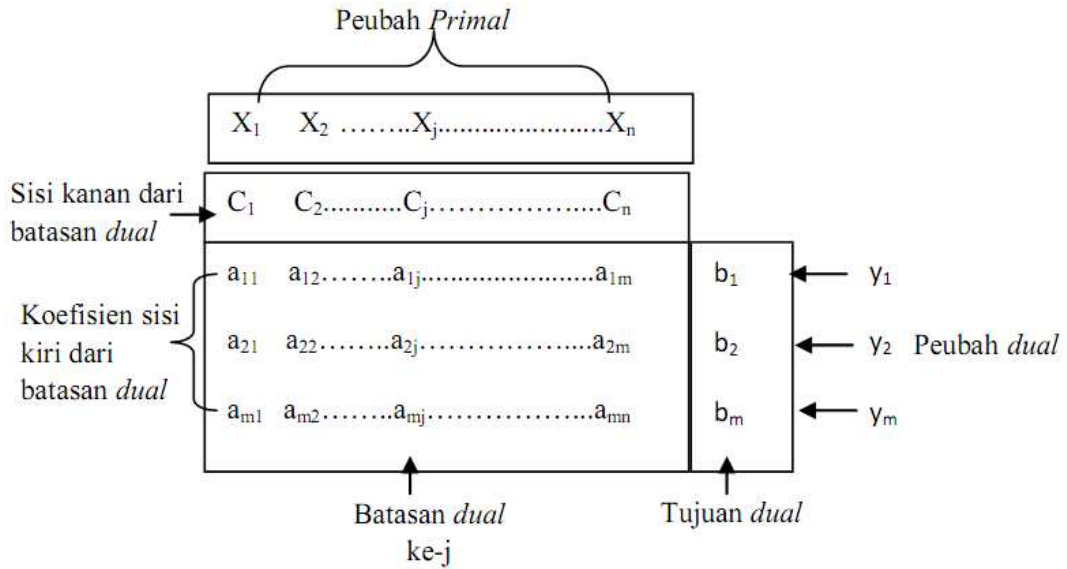 Peubah Primal
X₁ X₂ ........Xⱼ........................Xₙ
Sisi kanan dari
batasan dual
C₁ C₂...........Cⱼ.....................Cₙ
a₁₁ a₁₂........a₁ⱼ........................a₁ₘ b₁ y₁
Koefisien sisi
kiri dari
batasan dual
a₂₁ a₂₂........a₂ⱼ.....................a₂ₘ b₂ y₂ Peubah dual
aₘ₁ aₘ₂........aₘⱼ.....................aₘₙ bₘ yₘ
Batasan dual
ke-j
Tujuan dual